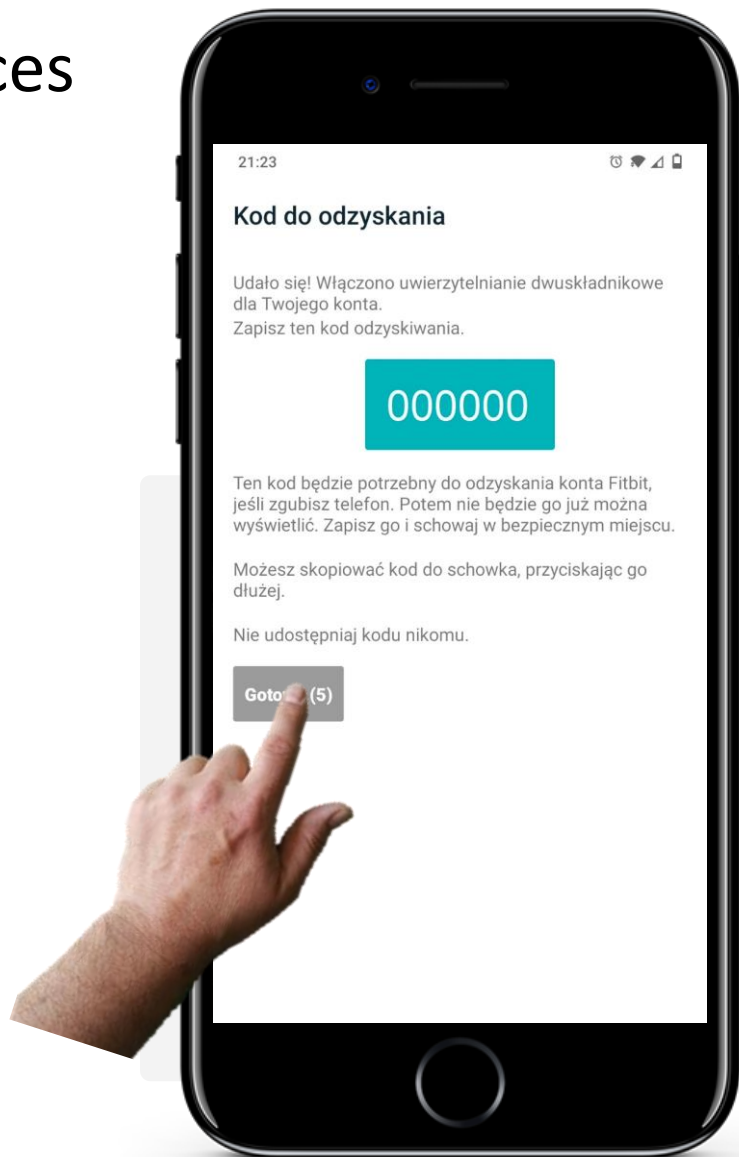 ces
21:23
Kod do odzyskania
Udało się! Włączono uwierzytelnianie dwuskładnikowe
dla Twojego konta.
Zapisz ten kod odzyskiwania.
000000
Ten kod będzie potrzebny do odzyskania konta Fitbit,
jeśli zgubisz telefon. Potem nie będzie go już można
wyświetlić. Zapisz go i schowaj w bezpiecznym miejscu.
Możesz skopiować kod do schowka, przyciskając go
dłużej.
Nie udostępniaj kodu nikomu.
(5)